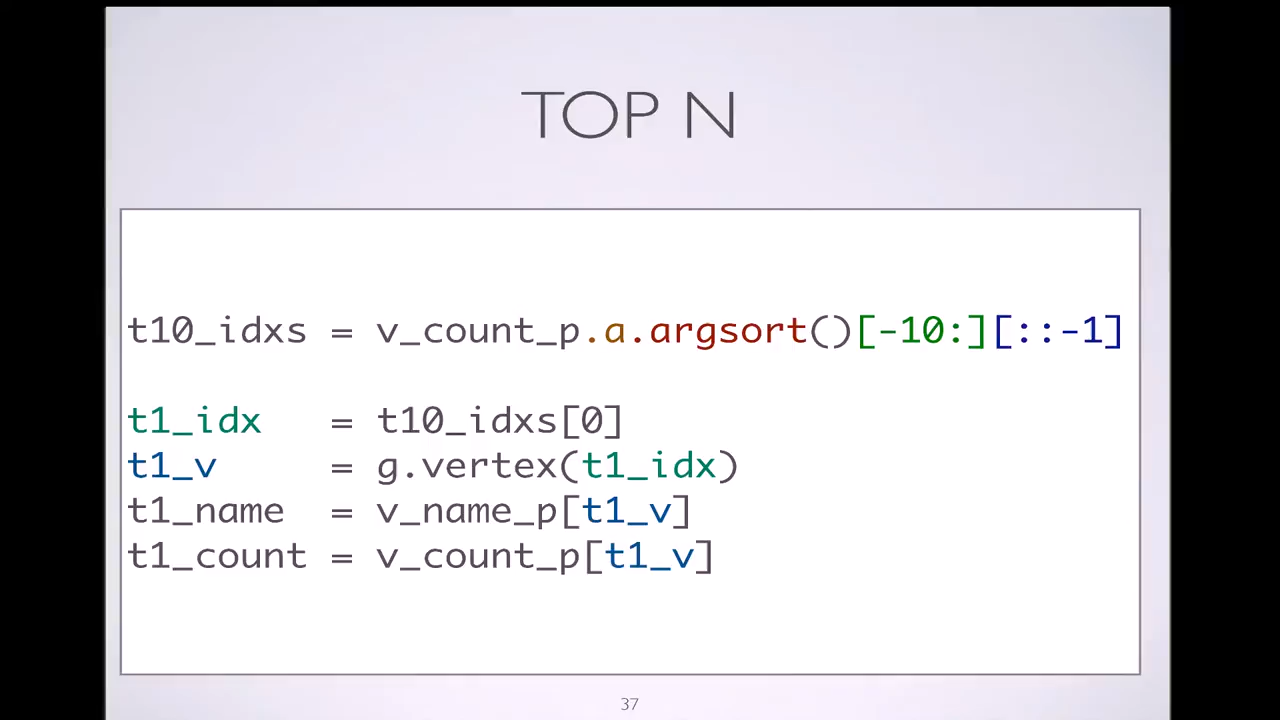 TOP N
t10_idxs = v_count_p.a.argsort()[-10:][::-1]
t1_idx   = t10_idxs[0]
t1_v     = g.vertex(t1_idx)
t1_name  = v_name_p[t1_v]
t1_count = v_count_p[t1_v]
37